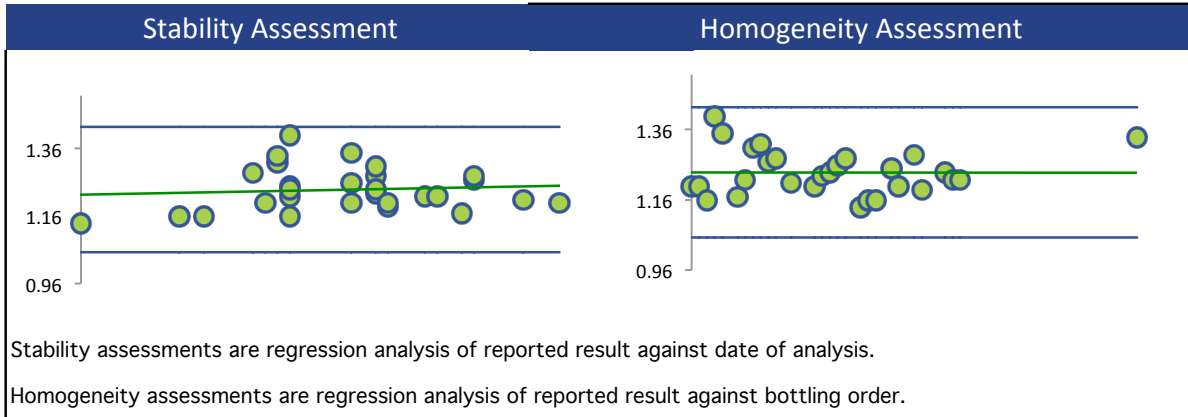 Stability Assessment
Homogeneity Assessment
1.36
1.16
0.96
1.36
1.16
0.96
Stability assessments are regression analysis of reported result against date of analysis.
Homogeneity assessments are regression analysis of reported result against bottling order.